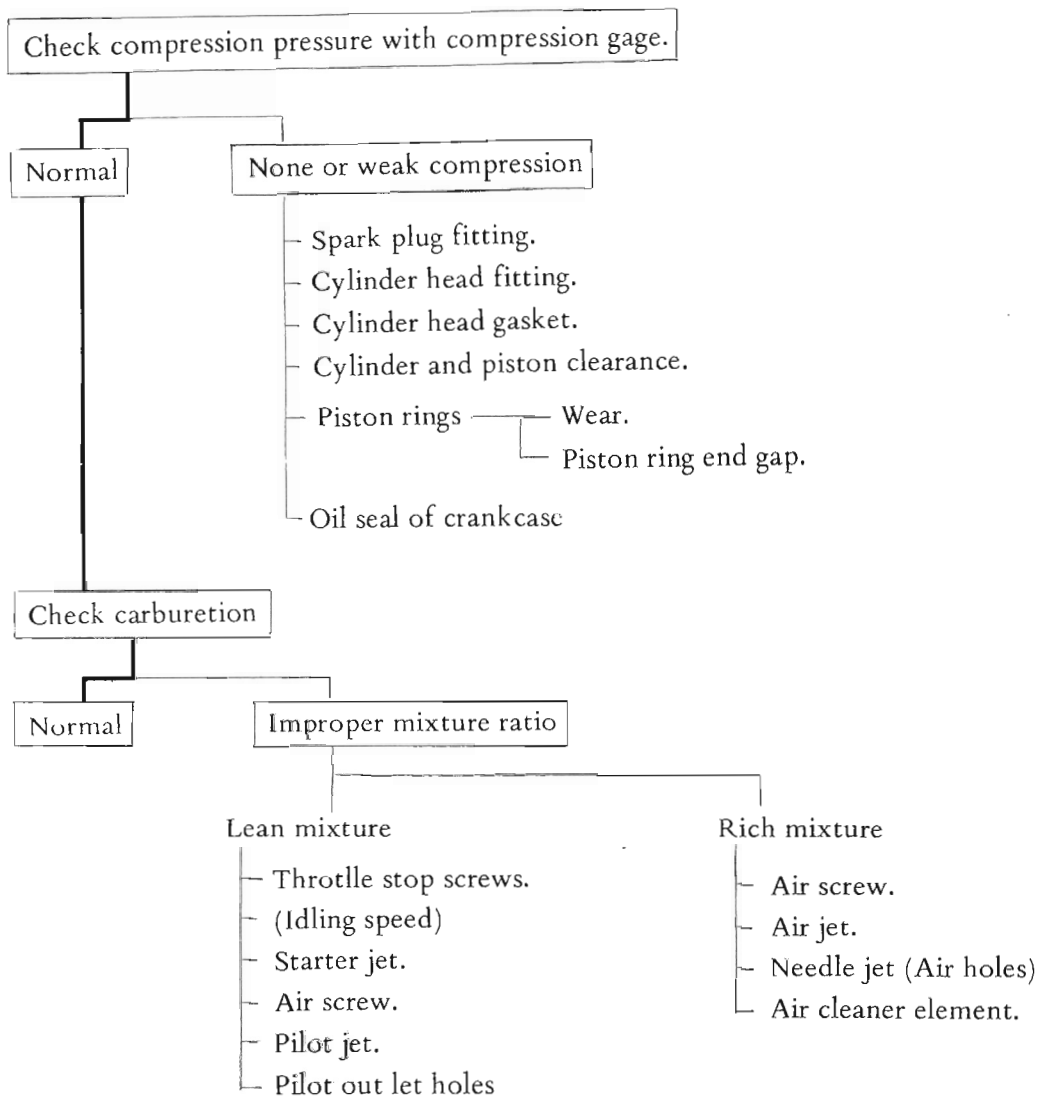 Check compression pressure with compression gage.
Normal
None or weak compression
Spark plug fitting.
Cylinder head fitting.
Cylinder head gasket.
Cylinder and piston clearance.
Piston rings
Wear.
Piston ring end gap.
Oil seal of crankcase
Check carburetion
Normal
Improper mixture ratio
Lean mixture
Throtlle stop screws.
(Idling speed)
Starter jet.
Air screw.
Pilot jet.
Pilot out let holes
Rich mixture
Air screw.
Air jet.
Needle jet (Air holes)
Air cleaner element.